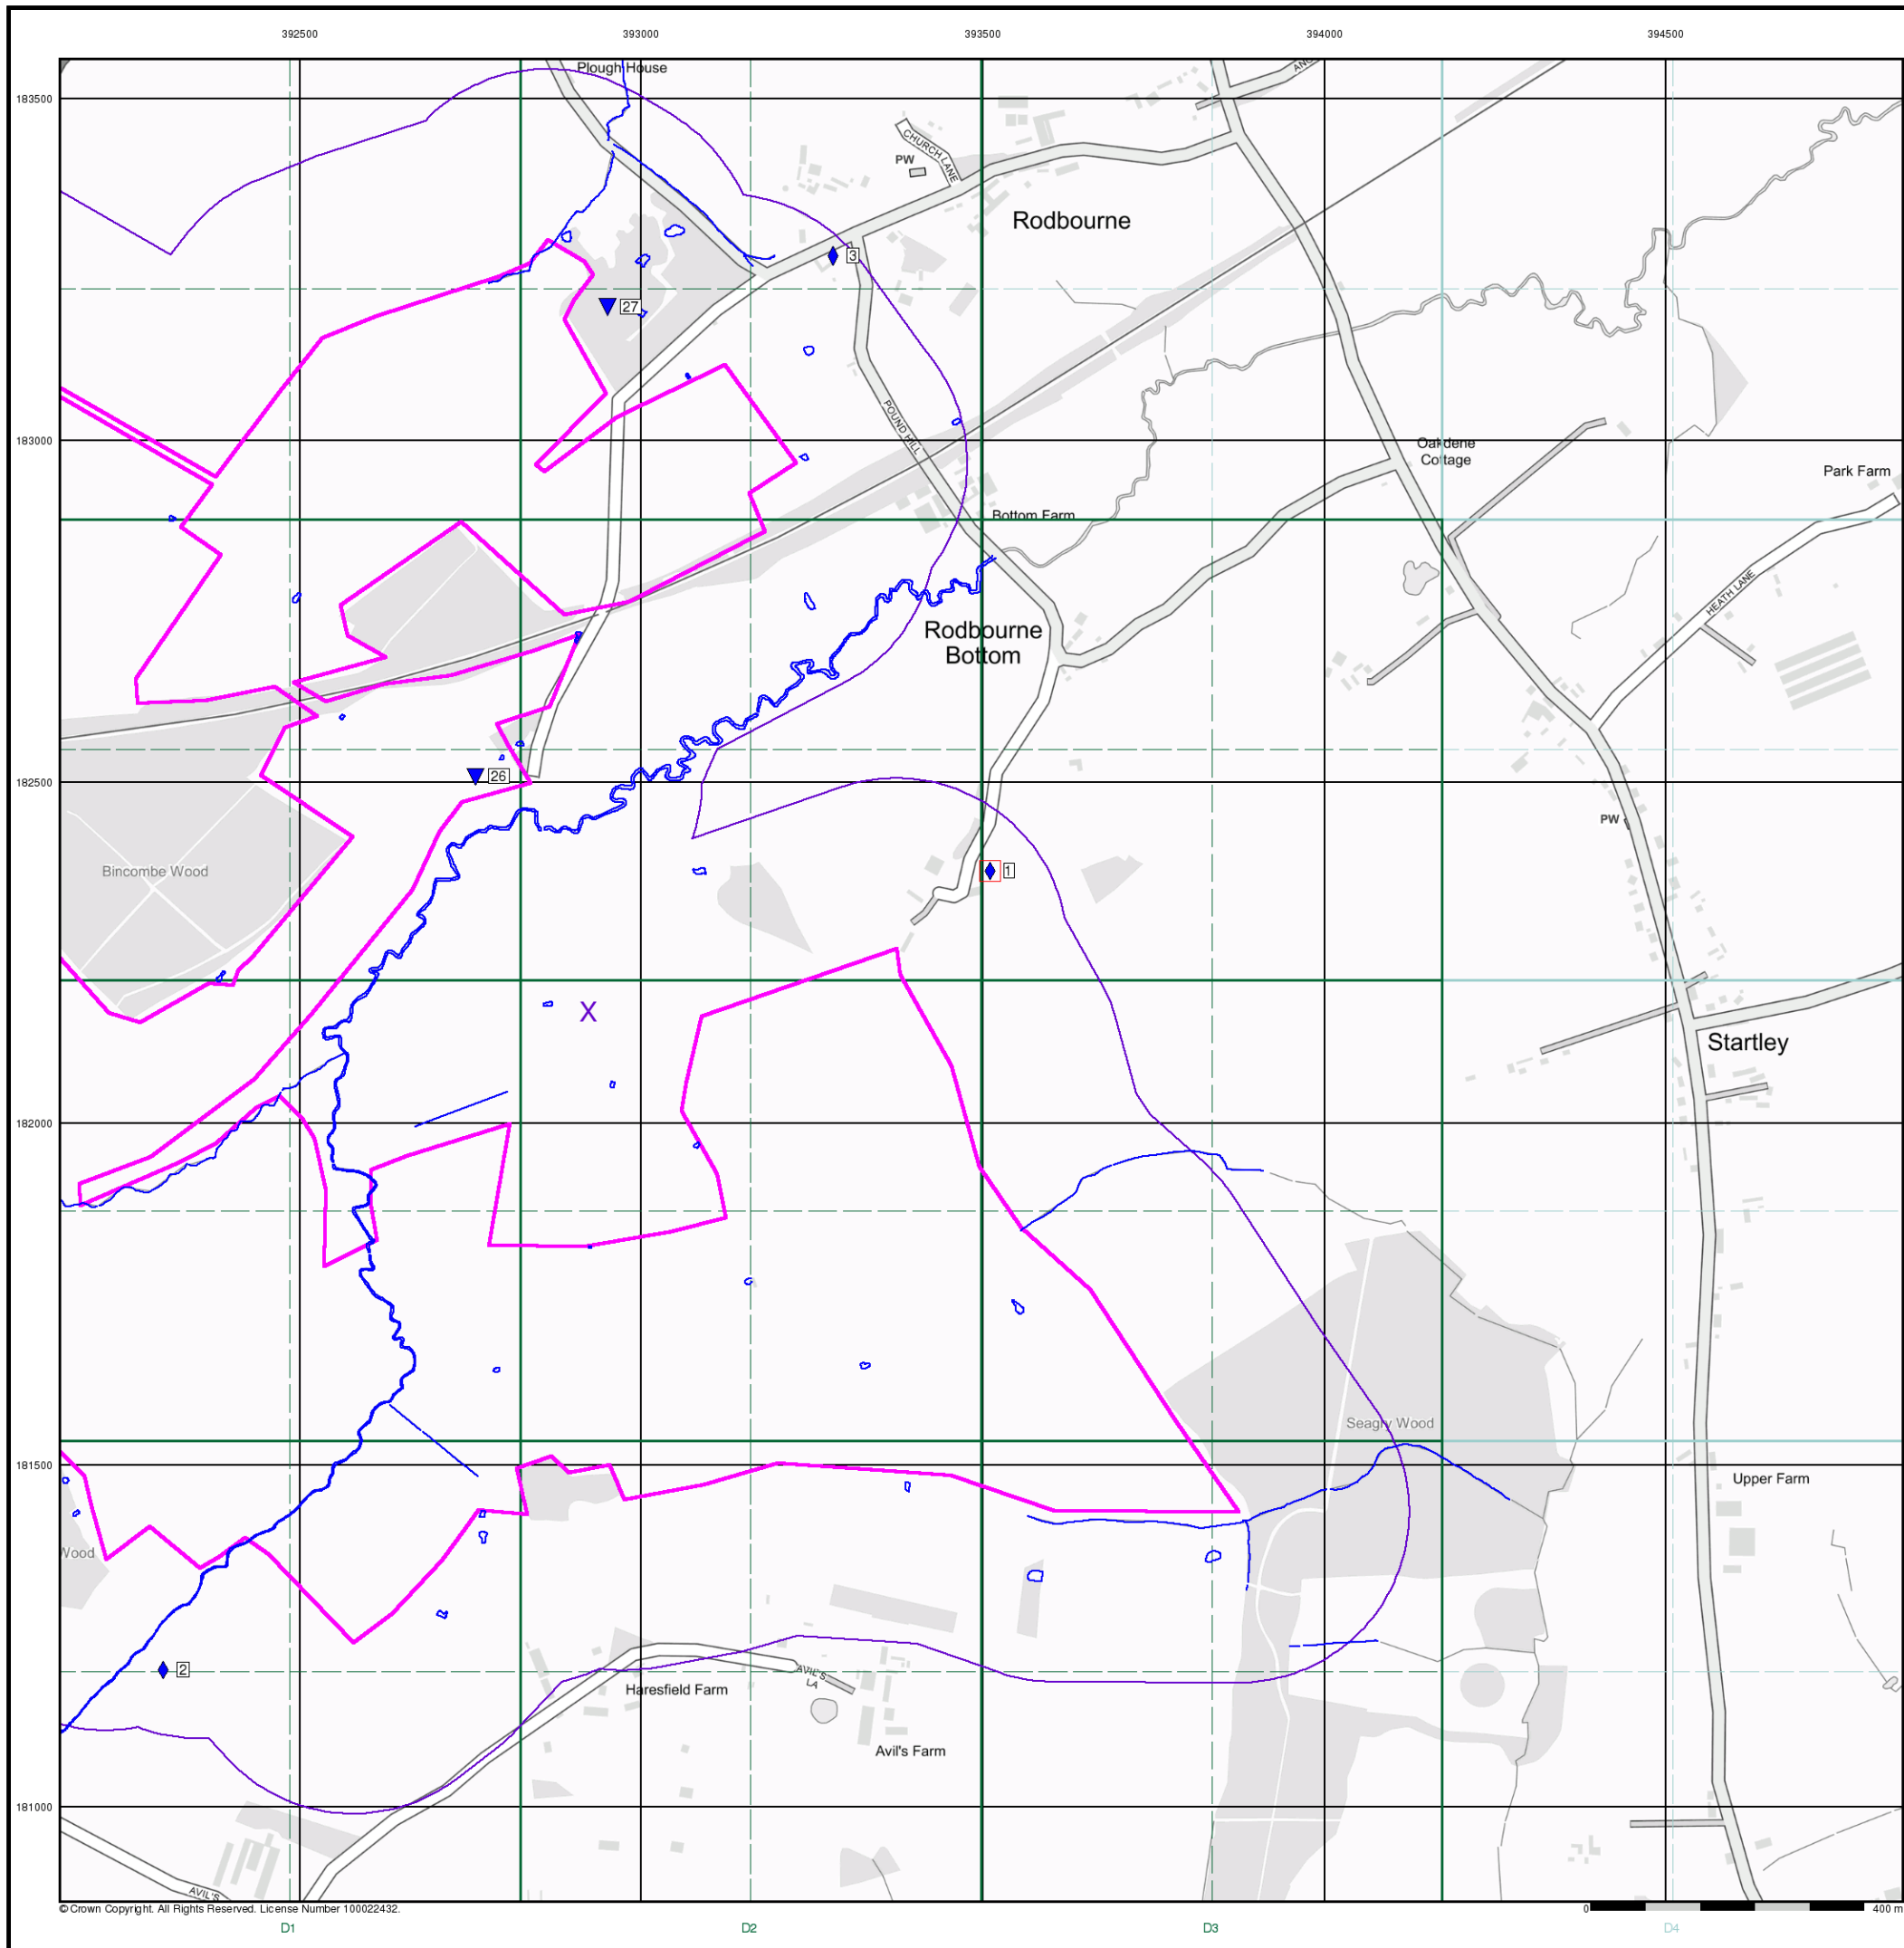 392500 393000 393500 394000 394500
Plough House
183500
CHURCH LANE
PW
Rodbourne
3
27
POUND HILL
183000
Oakdene
Cottage
Park Farm
Bottom Farm
HEATH LANE
Rodbourne
Bottom
26
182500
PW
Bincombe Wood
1
X
Startley
182000
Seagry Wood
181500
Upper Farm
Wood
2
AVIL'S
LA
Haresfield Farm
Avil's Farm
181000
AVIL'S
© Crown Copyright. All Rights Reserved. License Number 100022432.
0 400 m
D1 D2 D3 D4